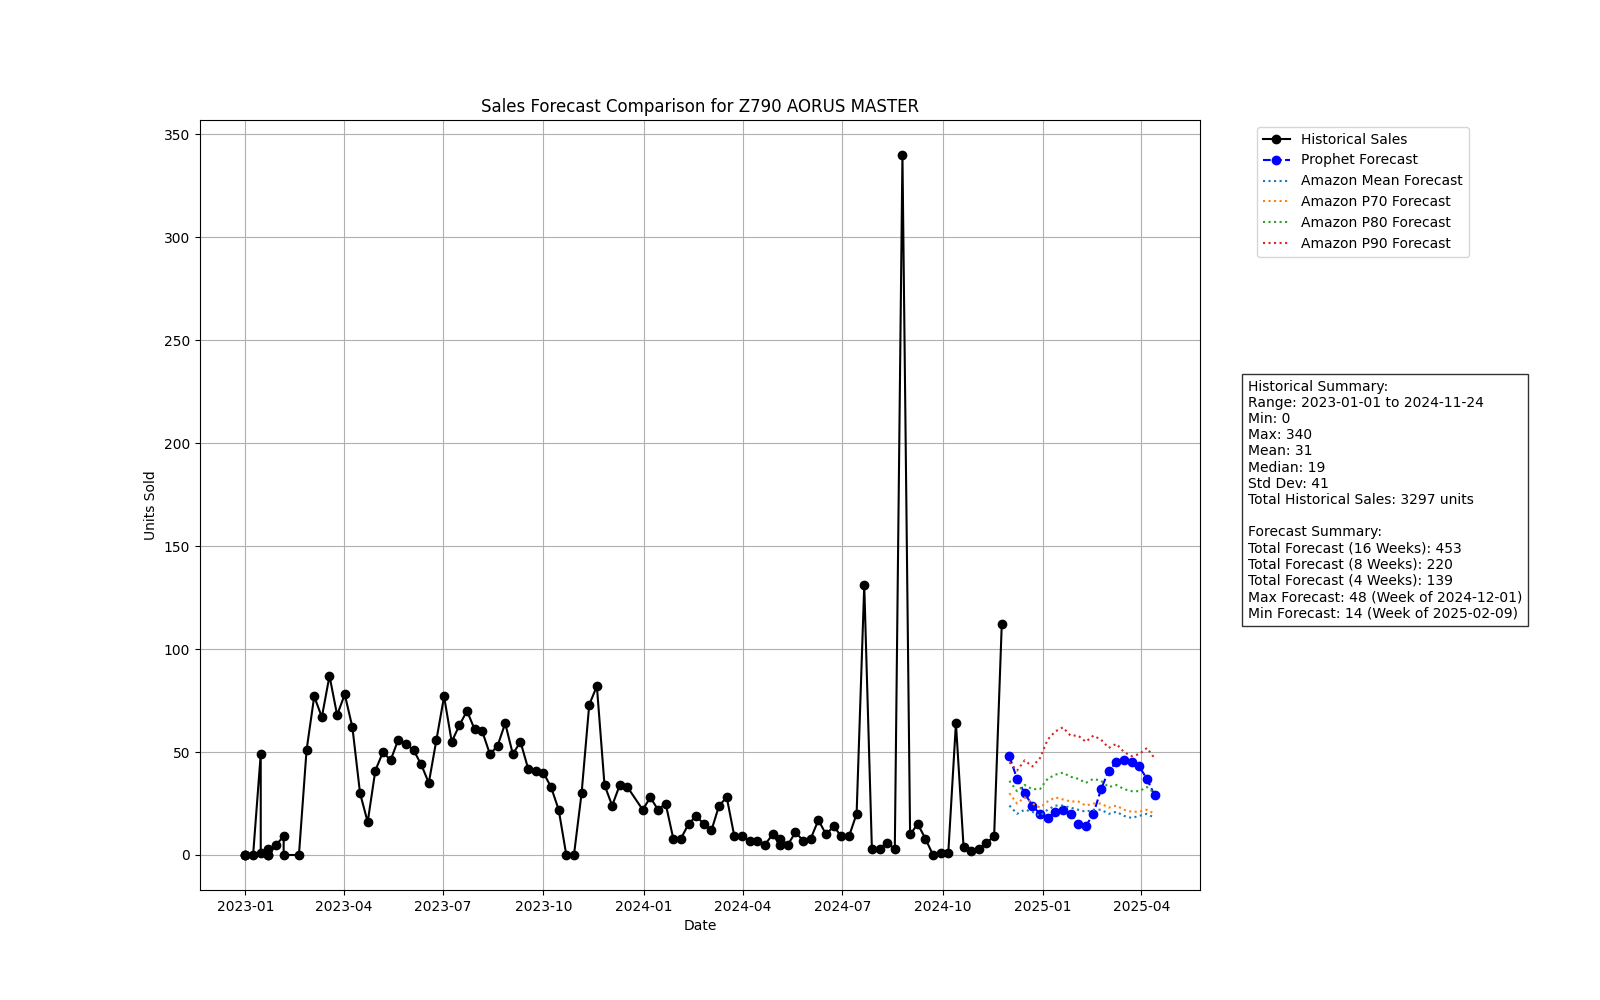 Sales Forecast Comparison for Z790 AORUS MASTER
350
300
250
200
150
100
50
0
Units Sold
2023-01
2023-04
2023-07
2023-10
2024-01
2024-04
2024-07
2024-10
2025-01
2025-04
Date
Historical Sales
Prophet Forecast
Amazon Mean Forecast
Amazon P70 Forecast
Amazon P80 Forecast
Amazon P90 Forecast
Historical Summary:
Range: 2023-01-01 to 2024-11-24
Min: 0
Max: 340
Mean: 31
Median: 19
Std Dev: 41
Total Historical Sales: 3297 units
Forecast Summary:
Total Forecast (16 Weeks): 453
Total Forecast (8 Weeks): 220
Total Forecast (4 Weeks): 139
Max Forecast: 48 (Week of 2024-12-01)
Min Forecast: 14 (Week of 2025-02-09)